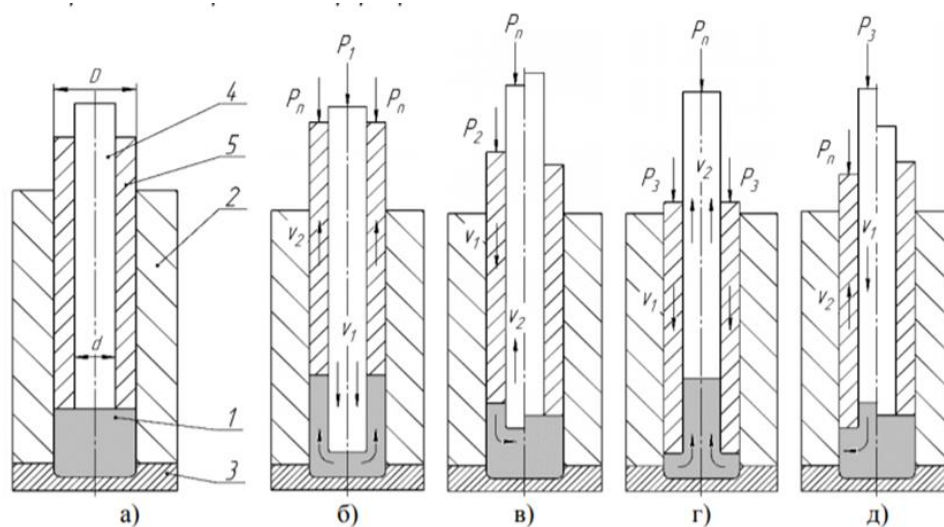 P₁
Pₙ
Pₙ
P₃
D
4
Pₙ
Pₙ
5
P₂
Pₙ
2
P₃
v₂
P₃
v₂
v₁
v₁
v₁
v₂
v₁
v₂
d
1
3
а)
б)
в)
г)
д)